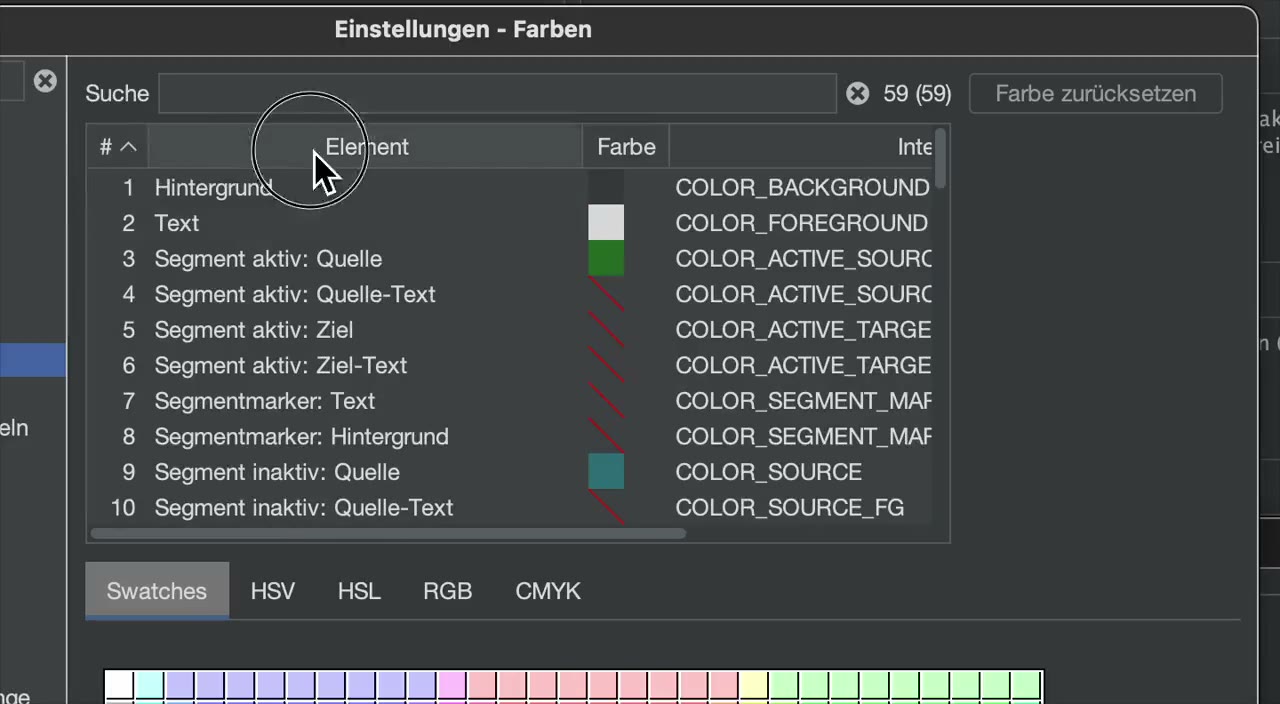 Einstellungen - Farben
Suche 59 (59) Farbe zurücksetzen
# Element Farbe Inte
1 Hintergrund COLOR_BACKGROUND
2 Text COLOR_FOREGROUND
3 Segment aktiv: Quelle COLOR_ACTIVE_SOURC
4 Segment aktiv: Quelle-Text COLOR_ACTIVE_SOURC
5 Segment aktiv: Ziel COLOR_ACTIVE_TARGE
6 Segment aktiv: Ziel-Text COLOR_ACTIVE_TARGE
7 Segmentmarker: Text COLOR_SEGMENT_MAR
8 Segmentmarker: Hintergrund COLOR_SEGMENT_MAR
9 Segment inaktiv: Quelle COLOR_SOURCE
10 Segment inaktiv: Quelle-Text COLOR_SOURCE_FG
eln
Swatches HSV HSL RGB CMYK